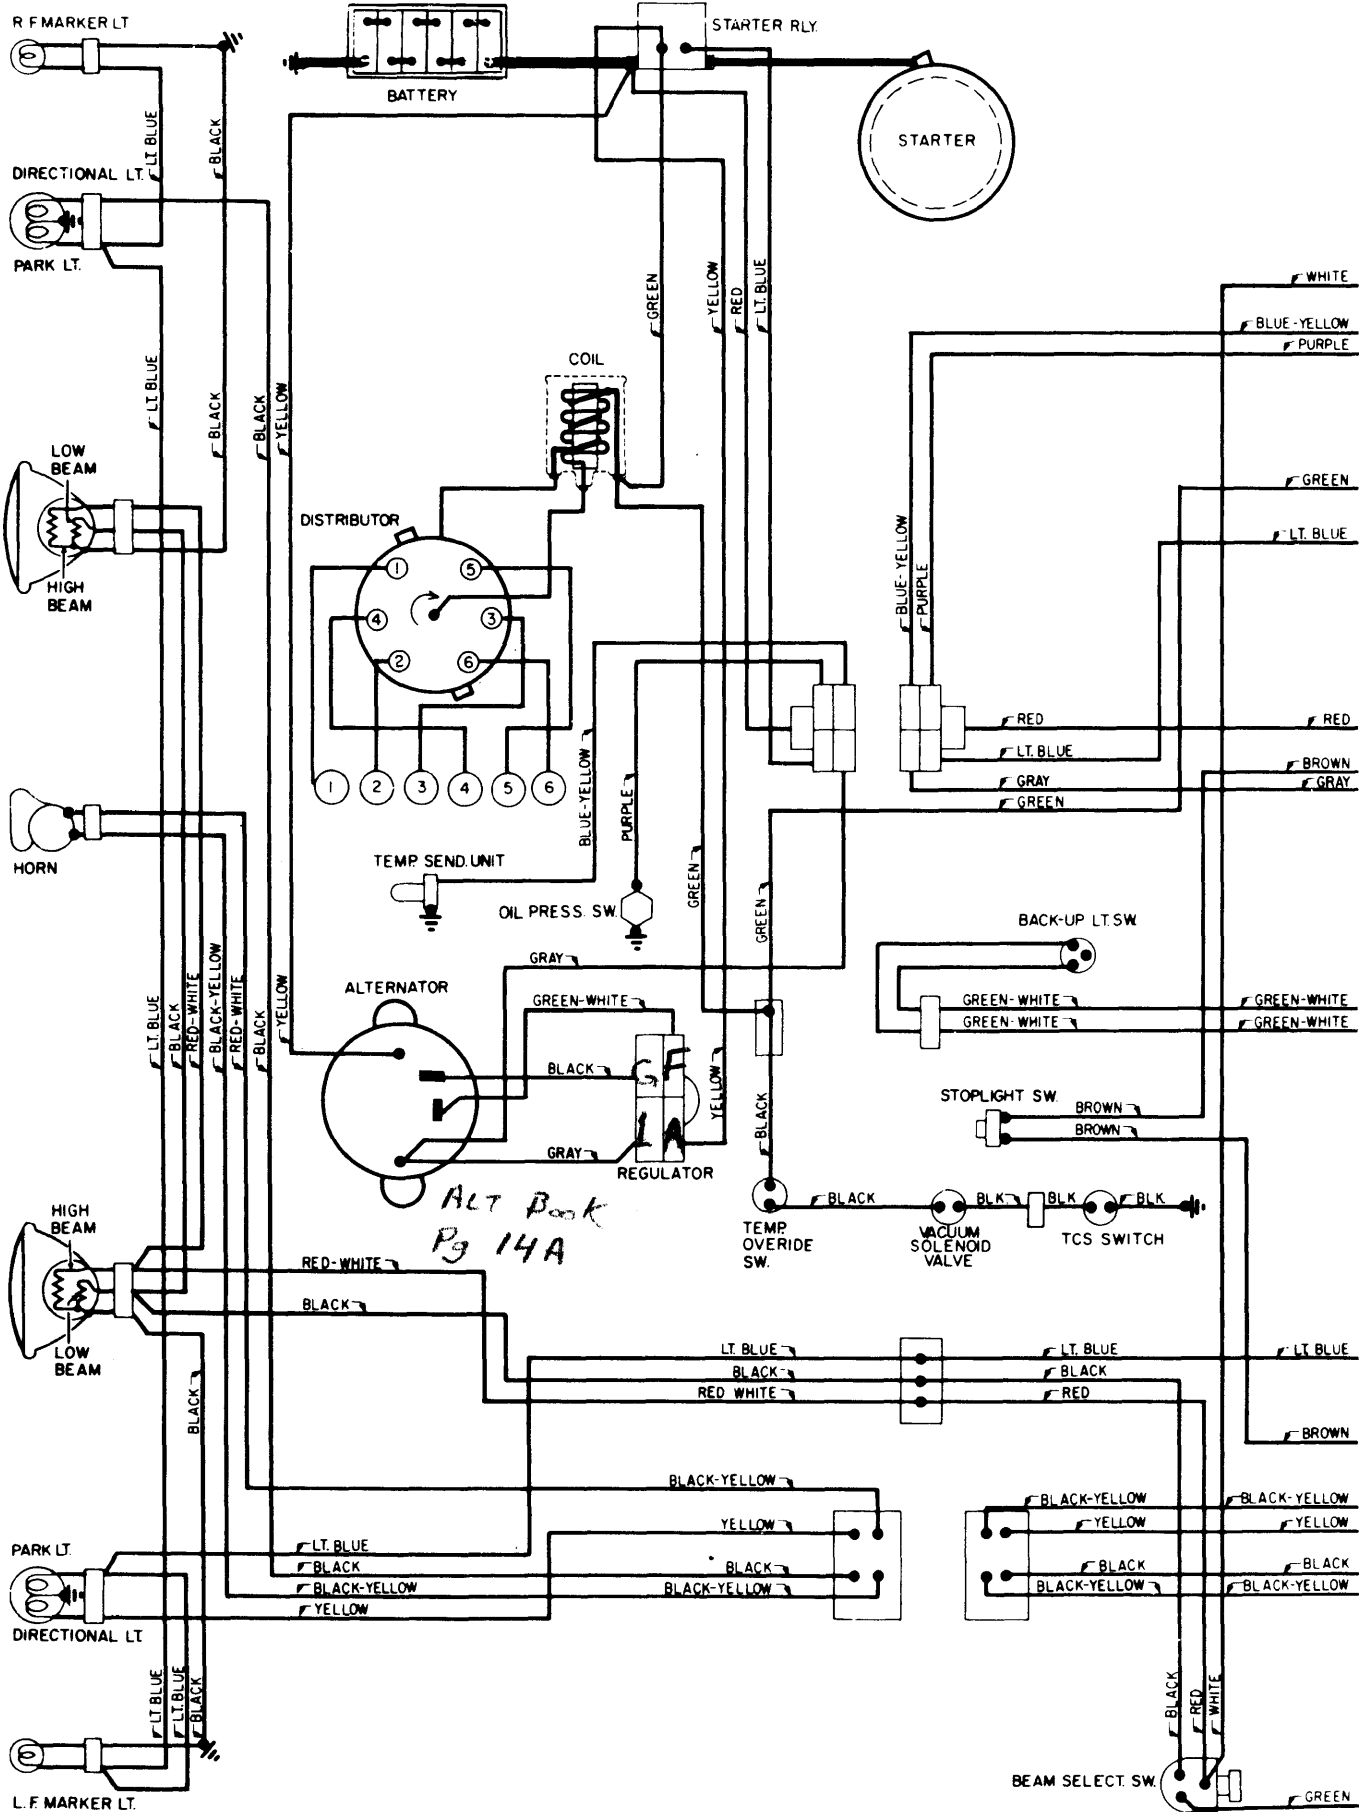 R F MARKER LT
STARTER RLY.
BATTERY
STARTER
LT. BLUE
BLACK
DIRECTIONAL LT.
PARK LT.
GREEN
YELLOW
RED
LT. BLUE
WHITE
BLUE-YELLOW
PURPLE
COIL
LT. BLUE
BLACK
BLACK
YELLOW
LOW
BEAM
HIGH
BEAM
GREEN
LT. BLUE
DISTRIBUTOR
1
5
4
3
2
6
BLUE-YELLOW
PURPLE
RED
RED
LT. BLUE
BROWN
GRAY
GRAY
GREEN
1
2
3
4
5
6
BLUE-YELLOW
PURPLE
HORN
TEMP. SEND. UNIT
OIL PRESS. SW.
GREEN
GREEN
BACK-UP LT. SW.
GRAY
ALTERNATOR
GREEN-WHITE
GREEN-WHITE
GREEN-WHITE
GREEN-WHITE
GREEN-WHITE
LT. BLUE
BLACK
RED-WHITE
BLACK-YELLOW
RED-WHITE
BLACK
YELLOW
BLACK
G F
L A
YELLOW
BLACK
GRAY
REGULATOR
STOPLIGHT SW.
BROWN
BROWN
ALT Book
Pg 14A
BLACK
BLK
BLK
BLK
TEMP.
OVERIDE
SW.
VACUUM
SOLENOID
VALVE
TCS SWITCH
HIGH
BEAM
LOW
BEAM
RED-WHITE
BLACK
BLACK
LT. BLUE
LT. BLUE
LT. BLUE
BLACK
BLACK
RED WHITE
RED
BROWN
BLACK-YELLOW
BLACK-YELLOW
BLACK-YELLOW
YELLOW
YELLOW
YELLOW
PARK LT.
LT. BLUE
BLACK
BLACK
BLACK
BLACK
BLACK-YELLOW
BLACK-YELLOW
BLACK-YELLOW
BLACK-YELLOW
YELLOW
DIRECTIONAL LT.
LT BLUE
LT. BLUE
BLACK
BLACK
RED
WHITE
L. F. MARKER LT.
BEAM SELECT. SW.
GREEN